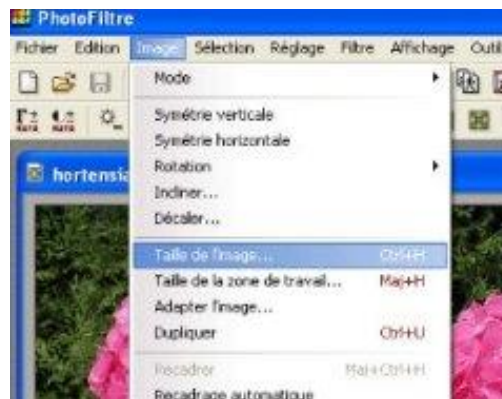 PhotoFiltre
Fichier Edition Image Sélection Réglage Filtre Affichage Outil
hortensia
Mode
Symétrie verticale
Symétrie horizontale
Rotation
Incliner...
Décaler...
Taille de l'image... Ctrl+H
Taille de la zone de travail... Maj+H
Adapter l'image...
Dupliquer Ctrl+U
Recadrer Maj+Ctrl+H
Recadrage automatique